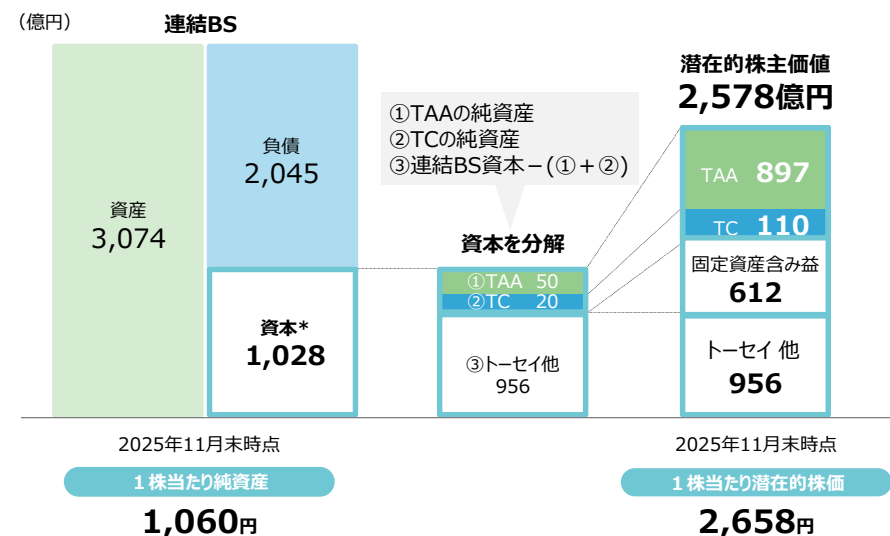 （億円）
連結BS
資産
3,074
負債
2,045
資本*
1,028
①TAAの純資産
②TCの純資産
③連結BS資本－(①＋②)
資本を分解
①TAA 50
②TC 20
③トーセイ他
956
潜在的株主価値
2,578億円
TAA 897
TC 110
固定資産含み益
612
トーセイ 他
956
2025年11月末時点
１株当たり純資産
1,060円
2025年11月末時点
１株当たり潜在的株価
2,658円